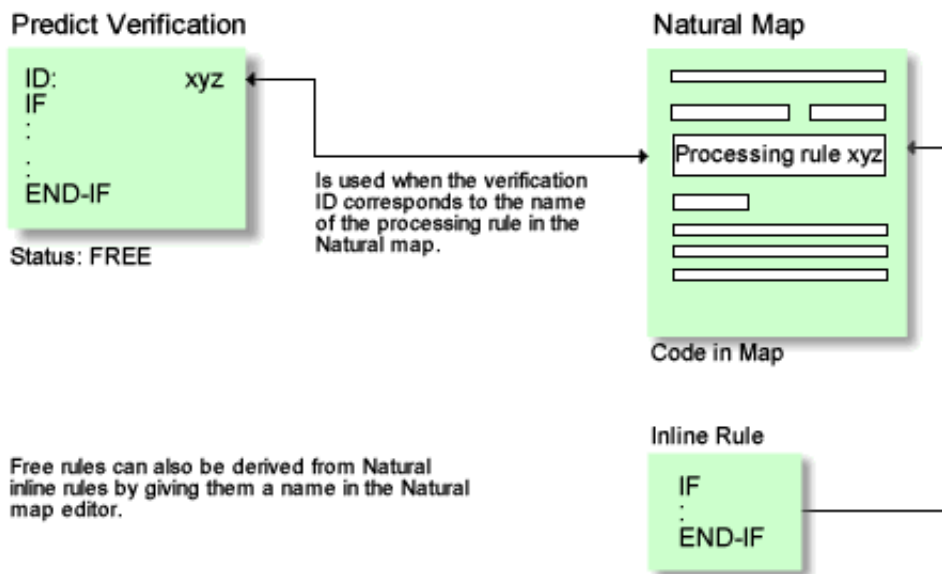 Predict Verification
ID: xyz
IF
:
.
:
END-IF
Status: FREE
Is used when the verification
ID corresponds to the name
of the processing rule in the
Natural map.
Natural Map
Processing rule xyz
Code in Map
Free rules can also be derived from Natural
inline rules by giving them a name in the Natural
map editor.
Inline Rule
IF
:
END-IF